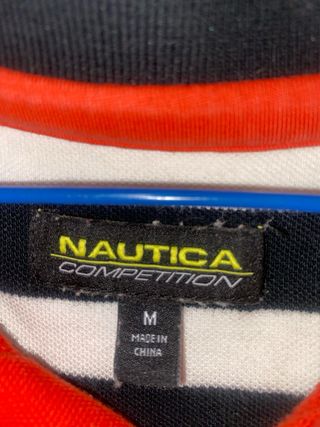 NAUTICA
COMPETITION
M
MADE IN
CHINA